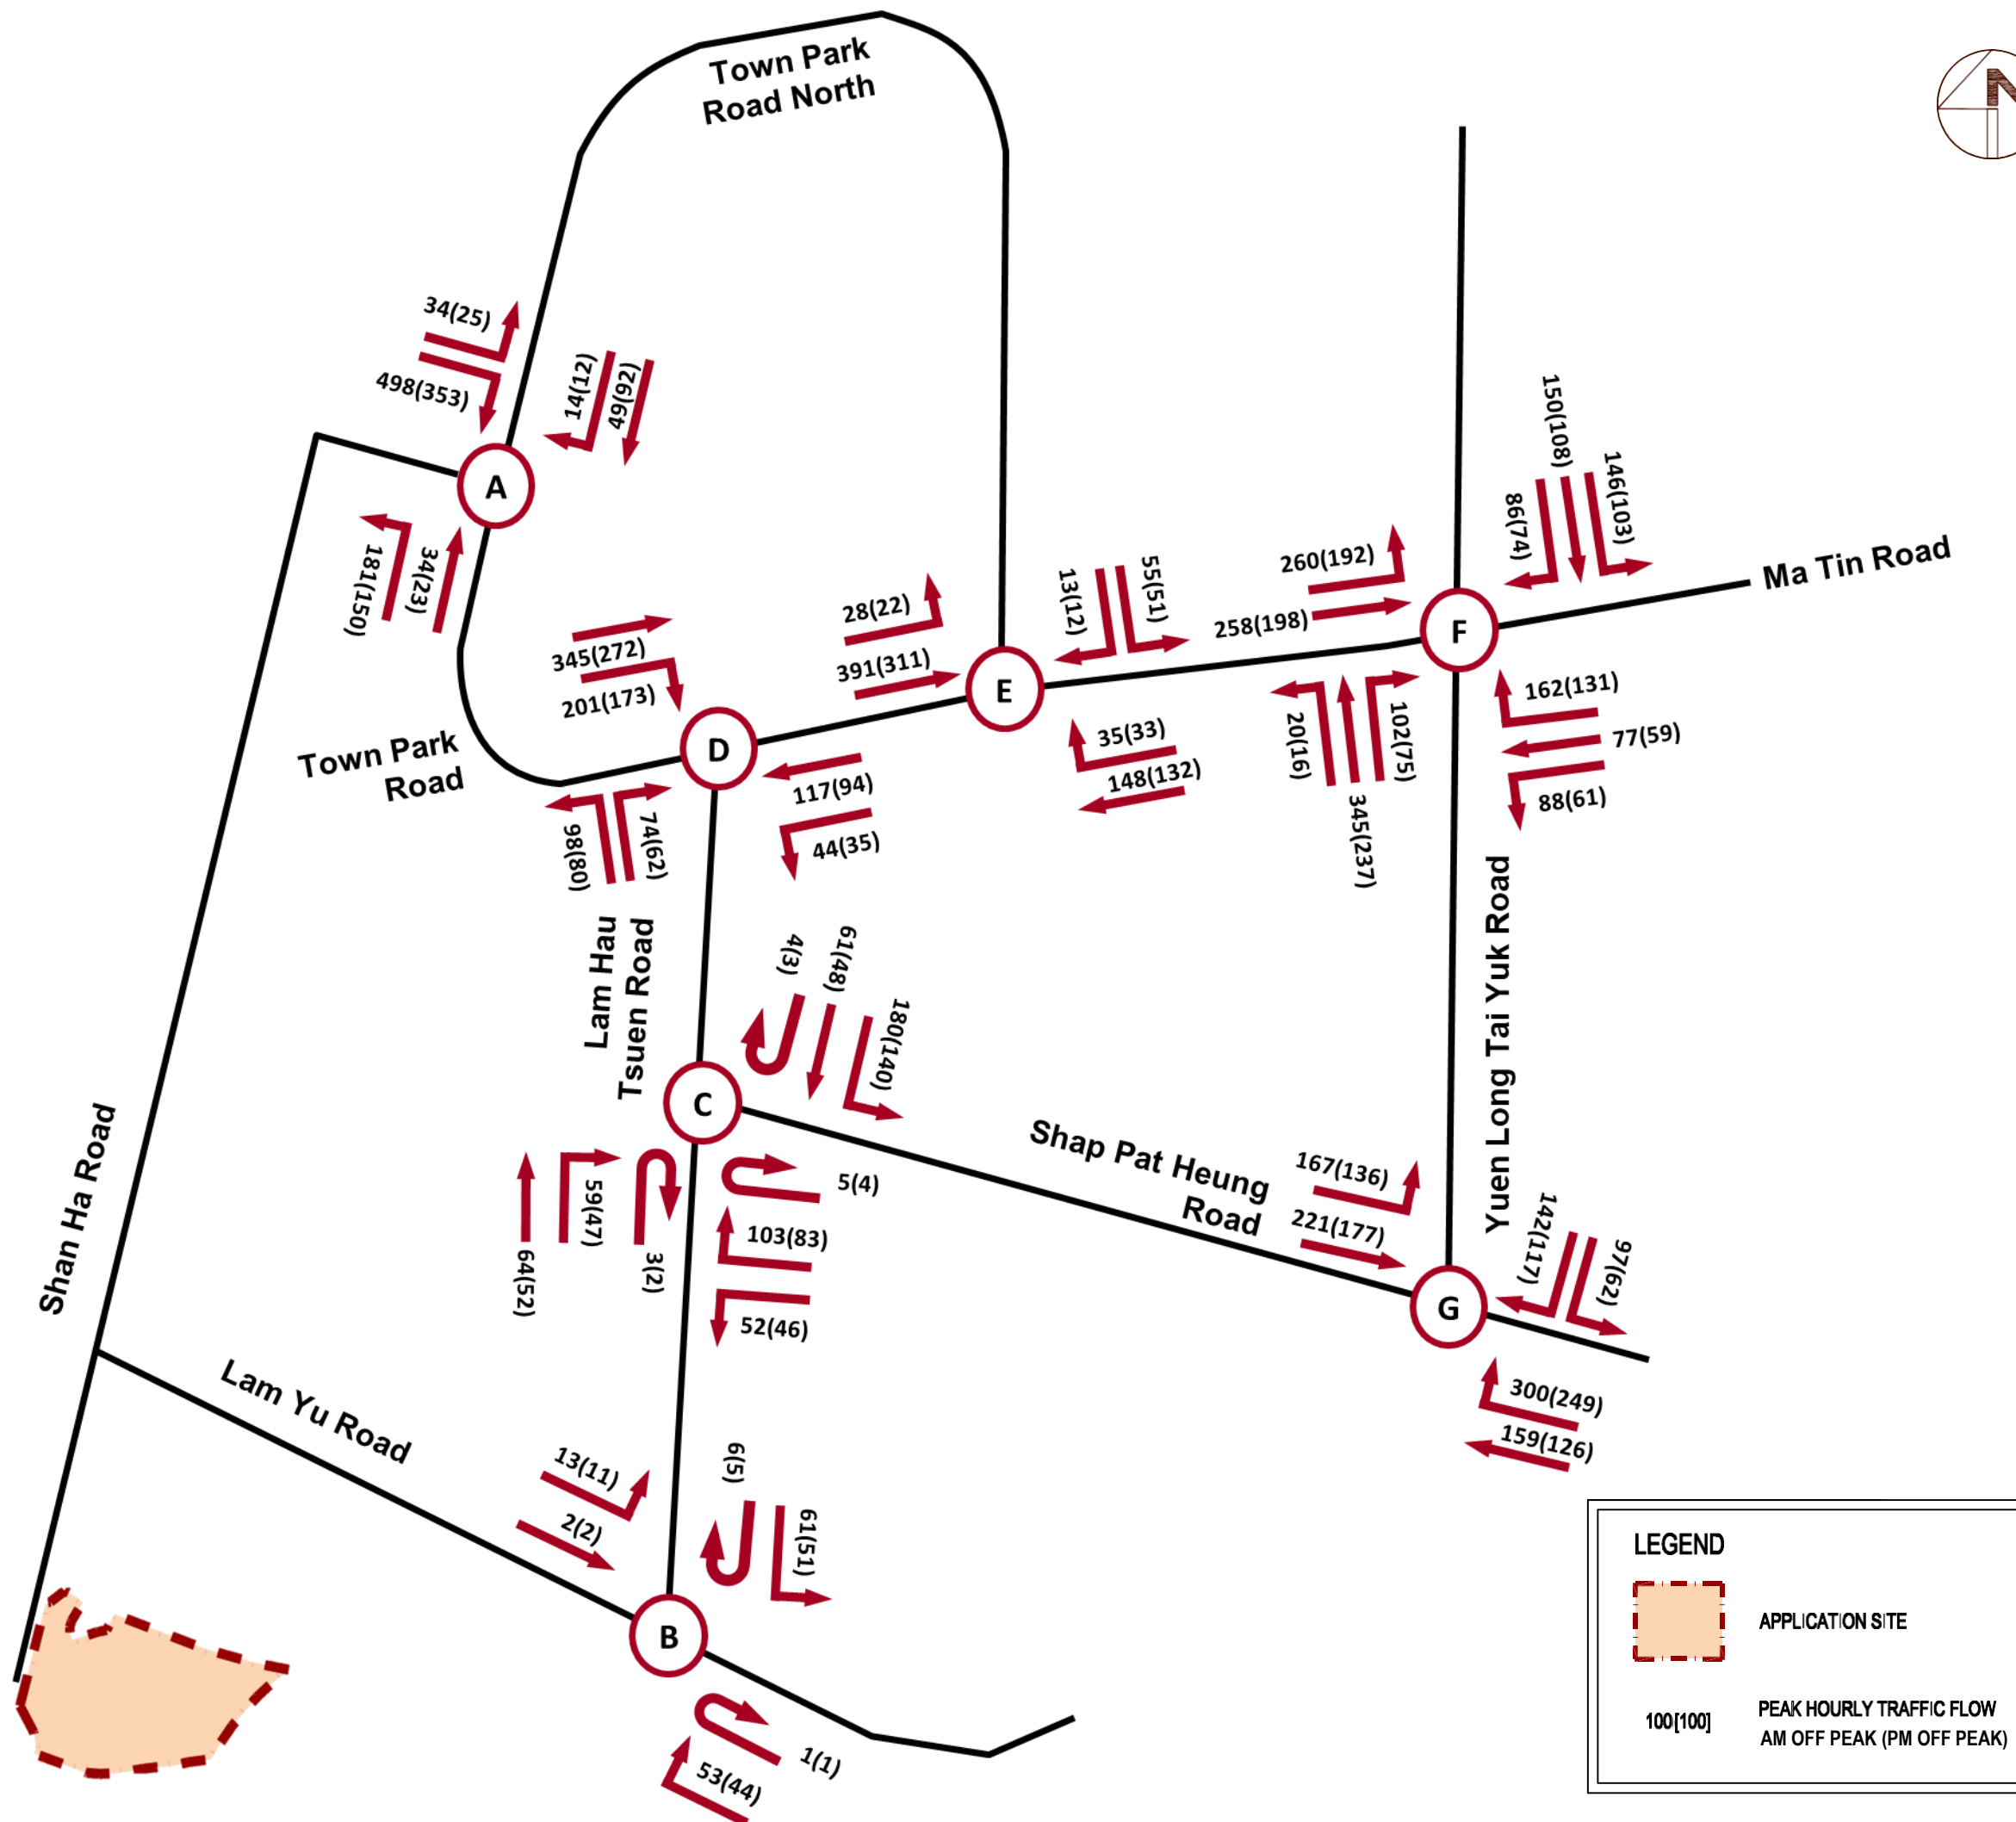 Town Park
Road North
N
34(25)
498(353)
14(12)
49(92)
A
181(150)
34(23)
150(108)
146(103)
86(74)
Ma Tin Road
260(192)
258(198)
F
13(12)
55(51)
28(22)
391(311)
E
345(272)
201(173)
D
162(131)
77(59)
88(61)
20(16)
345(237)
102(75)
35(33)
148(132)
117(94)
44(35)
Town Park
Road
98(80)
74(62)
Lam Hau
Tsuen Road
4(3)
61(48)
180(140)
C
Yuen Long Tai Yuk Road
Shap Pat Heung
Road
64(52)
59(47)
3(2)
5(4)
103(83)
52(46)
167(136)
221(177)
142(117)
97(62)
G
300(249)
159(126)
Shan Ha Road
Lam Yu Road
13(11)
2(2)
6(5)
61(51)
B
1(1)
53(44)
LEGEND
APPLICATION SITE
100[100]
PEAK HOURLY TRAFFIC FLOW
AM OFF PEAK (PM OFF PEAK)